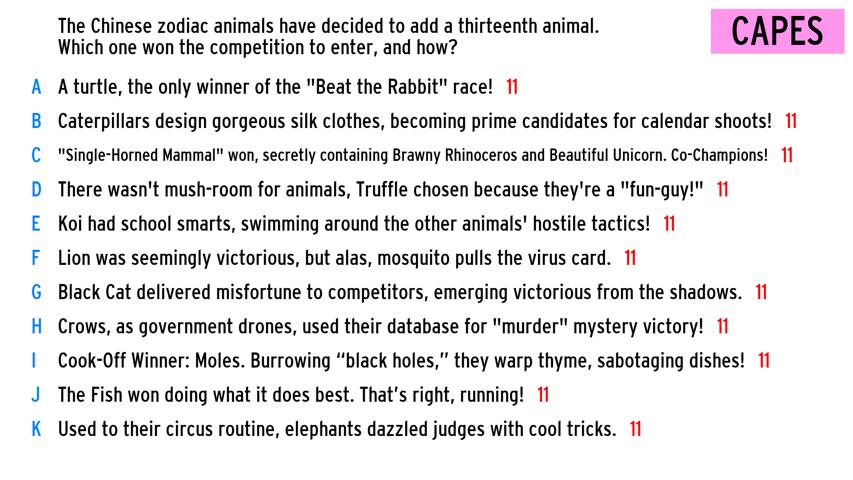 The Chinese zodiac animals have decided to add a thirteenth animal.
Which one won the competition to enter, and how?
CAPES
A A turtle, the only winner of the "Beat the Rabbit" race! 11
B Caterpillars design gorgeous silk clothes, becoming prime candidates for calendar shoots! 11
C "Single-Horned Mammal" won, secretly containing Brawny Rhinoceros and Beautiful Unicorn. Co-Champions! 11
D There wasn't mush-room for animals, Truffle chosen because they're a "fun-guy!" 11
E Koi had school smarts, swimming around the other animals' hostile tactics! 11
F Lion was seemingly victorious, but alas, mosquito pulls the virus card. 11
G Black Cat delivered misfortune to competitors, emerging victorious from the shadows. 11
H Crows, as government drones, used their database for "murder" mystery victory! 11
I Cook-Off Winner: Moles. Burrowing “black holes,” they warp thyme, sabotaging dishes! 11
J The Fish won doing what it does best. That’s right, running! 11
K Used to their circus routine, elephants dazzled judges with cool tricks. 11